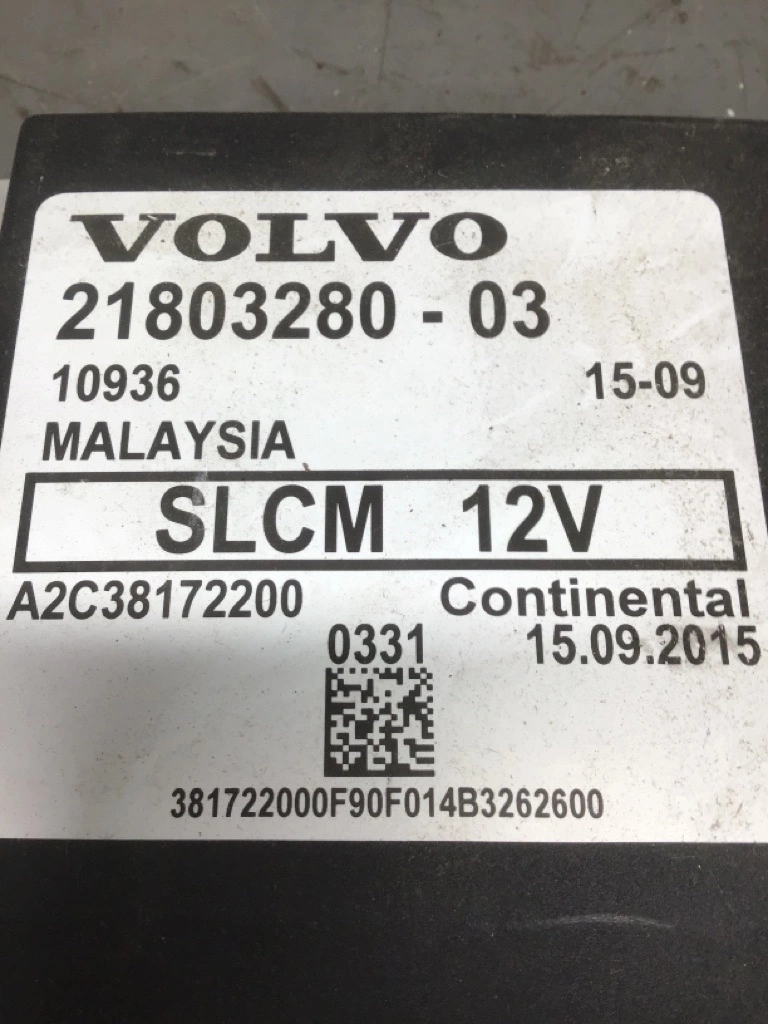 VOLVO
21803280 - 03
10936 15-09
MALAYSIA
SLCM 12V
A2C38172200 Continental
0331 15.09.2015
381722000F90F014B3262600